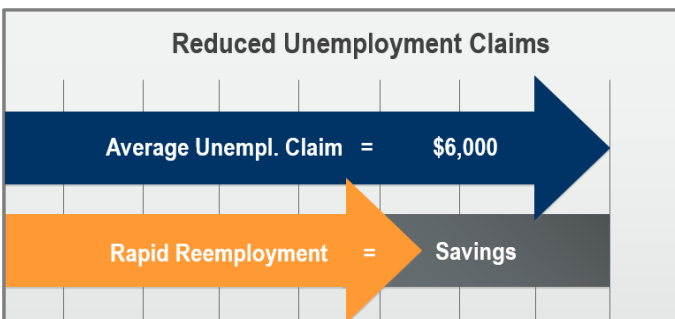 Reduced Unemployment Claims
Average Unempl. Claim = $6,000
Rapid Reemployment = Savings